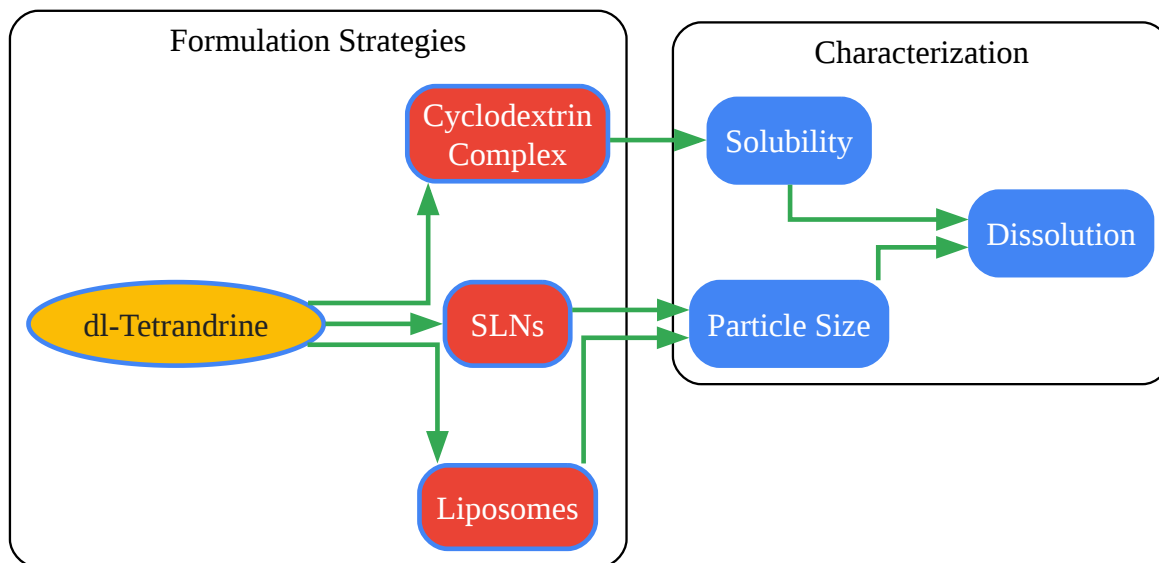 Formulation Strategies
Characterization
Cyclodextrin
Complex
Solubility
Dissolution
dl-Tetrandrine
SLNs
Particle Size
Liposomes